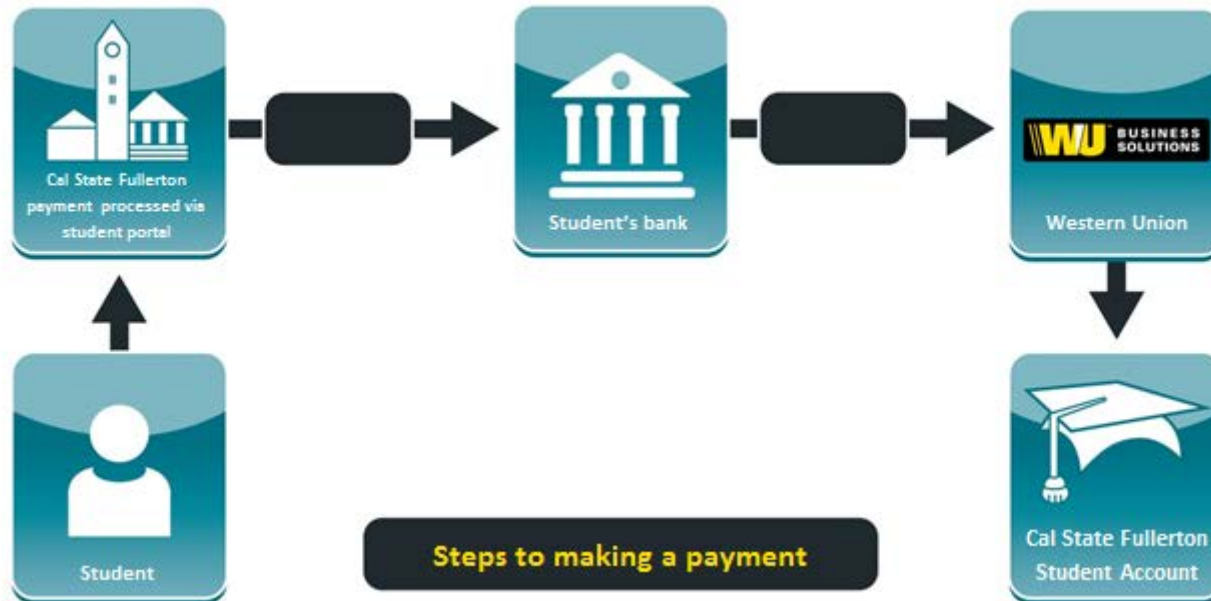 Cal State Fullerton
payment processed via
student portal
Student's bank
WU BUSINESS
SOLUTIONS
Western Union
Student
Steps to making a payment
Cal State Fullerton
Student Account